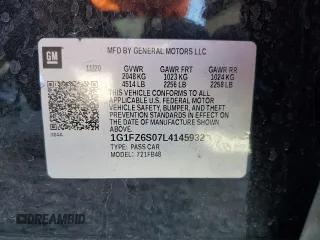 GM
MFD BY GENERAL MOTORS LLC
11/20
GVWR GAWR FRT GAWR RR
2048 KG 1023 KG 1024 KG
4514 LB 2256 LB 2258 LB
THIS VEHICLE CONFORMS TO ALL
APPLICABLE U.S. FEDERAL MOTOR
VEHICLE SAFETY, BUMPER, AND THEFT
PREVENTION STANDARDS IN EFFECT ON THE
DATE OF MANUFACTURE SHOWN ABOVE.
1G1FZ6S07L4145932
TYPE: PASS CAR
MODEL: 721FB48
DREAMBID